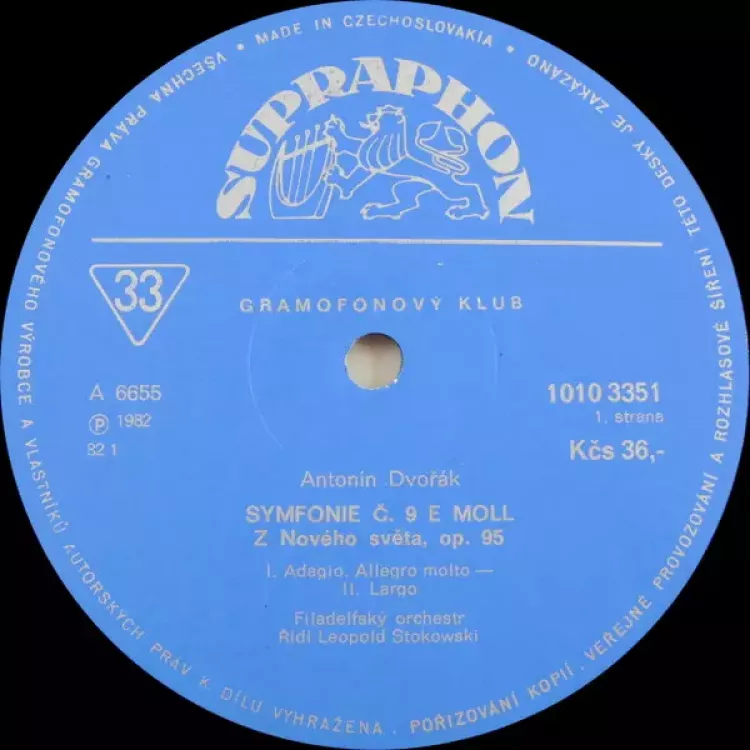 VŠECHNA PRÁVA GRAMOFONOVÉHO VÝROBCE A VLASTNÍKŮ AUTORSKÝCH PRÁV K DÍLU VYHRAŽENA. POŘIZOVÁNÍ KOPIÍ, VEŘEJNÉ PROVOZOVÁNÍ A ROZHLASOVÉ ŠÍŘENÍ TÉTO DESKY JE ZAKÁZÁNO • MADE IN CZECHOSLOVAKIA •
SUPRAPHON
33
GRAMOFONOVÝ KLUB
A 6655
1010 3351
Ⓟ 1982
1. strana
82 1
Kčs 36,-
Antonín Dvořák
SYMFONIE Č. 9 E MOLL
Z Nového světa, op. 95
I. Adagio. Allegro molto —
II. Largo
Filadelfský orchestr
Řídí Leopold Stokowski